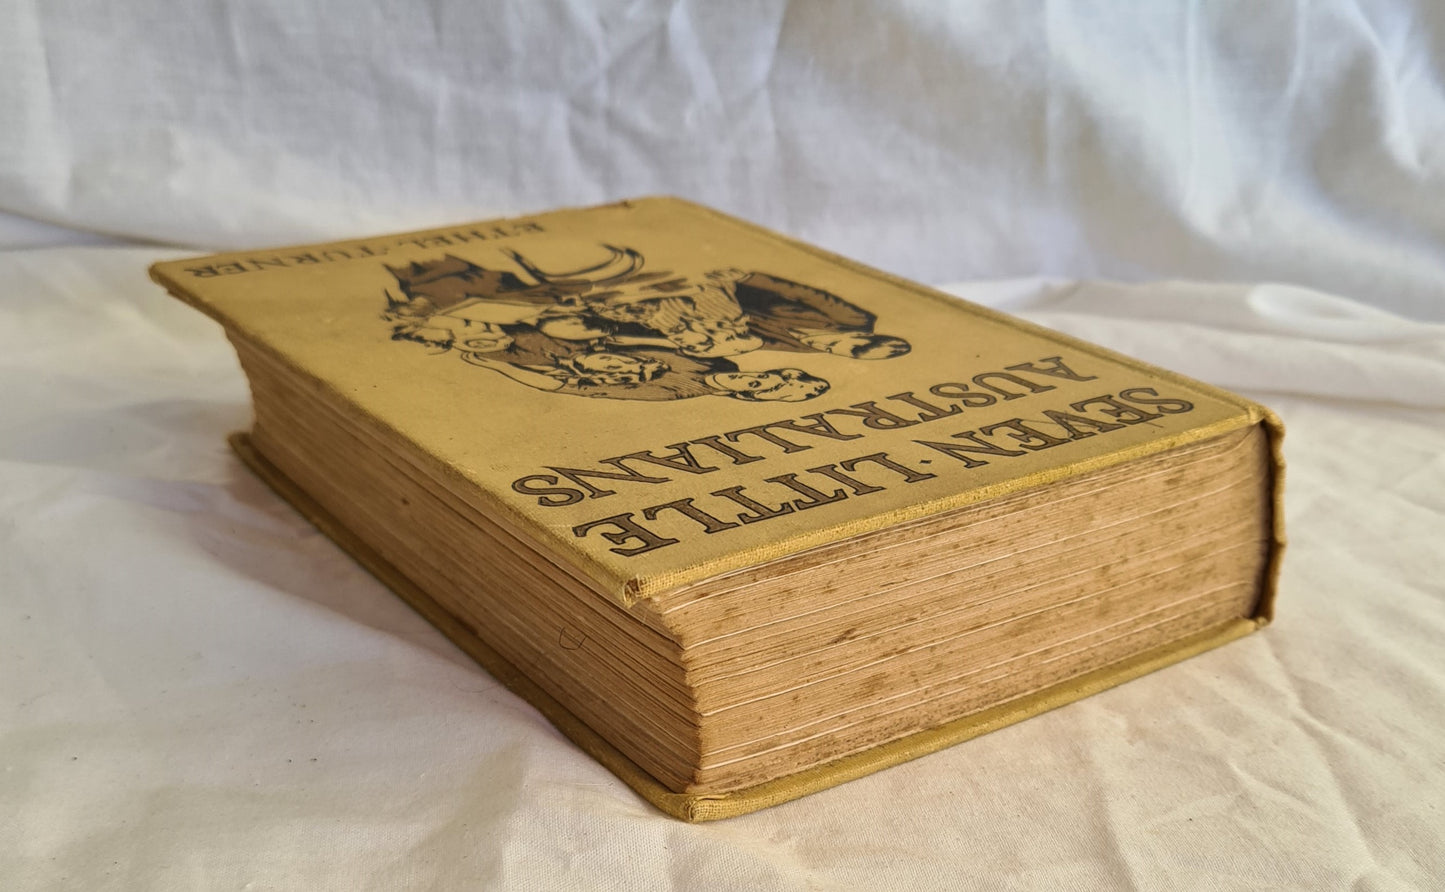 SEVEN · LITTLE
AUSTRALIANS
ETHEL · TURNER